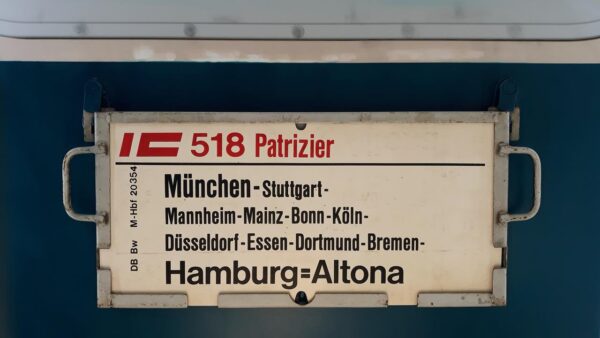 IC 518 Patrizier
München-Stuttgart-
Mannheim-Mainz-Bonn-Köln-
Düsseldorf-Essen-Dortmund-Bremen-
Hamburg=Altona
DB Bw M-Hbf 20354